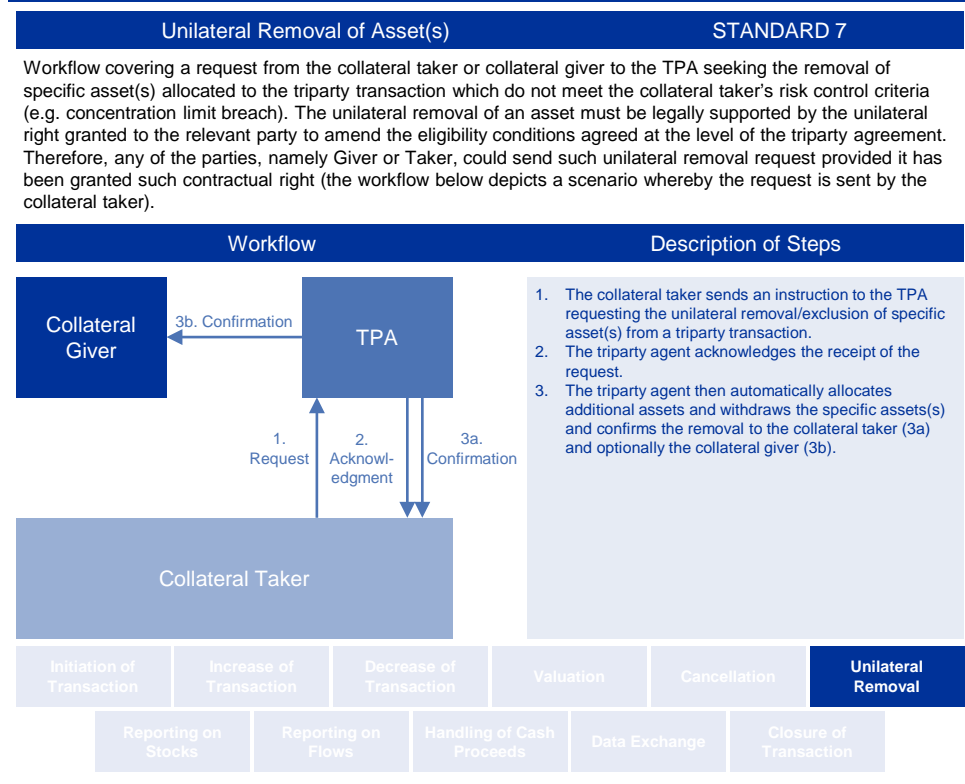 Unilateral Removal of Asset(s)
STANDARD 7
Workflow covering a request from the collateral taker or collateral giver to the TPA seeking the removal of
specific asset(s) allocated to the triparty transaction which do not meet the collateral taker's risk control criteria
(e.g. concentration limit breach). The unilateral removal of an asset must be legally supported by the unilateral
right granted to the relevant party to amend the eligibility conditions agreed at the level of the triparty agreement.
Therefore, any of the parties, namely Giver or Taker, could send such unilateral removal request provided it has
been granted such contractual right (the workflow below depicts a scenario whereby the request is sent by the
collateral taker).
Workflow
Description of Steps
Collateral
Giver
3b. Confirmation
TPA
1.
Request
2.
Acknowl-
edgment
3a.
Confirmation
Collateral Taker
1. The collateral taker sends an instruction to the TPA
requesting the unilateral removal/exclusion of specific
asset(s) from a triparty transaction.
2. The triparty agent acknowledges the receipt of the
request.
3. The triparty agent then automatically allocates
additional assets and withdraws the specific assets(s)
and confirms the removal to the collateral taker (3a)
and optionally the collateral giver (3b).
Initiation of
Transaction
Increase of
Transaction
Decrease of
Transaction
Valuation
Cancellation
Unilateral
Removal
Reporting on
Stocks
Reporting on
Flows
Handling of Cash
Proceeds
Data Exchange
Closure of
Transaction